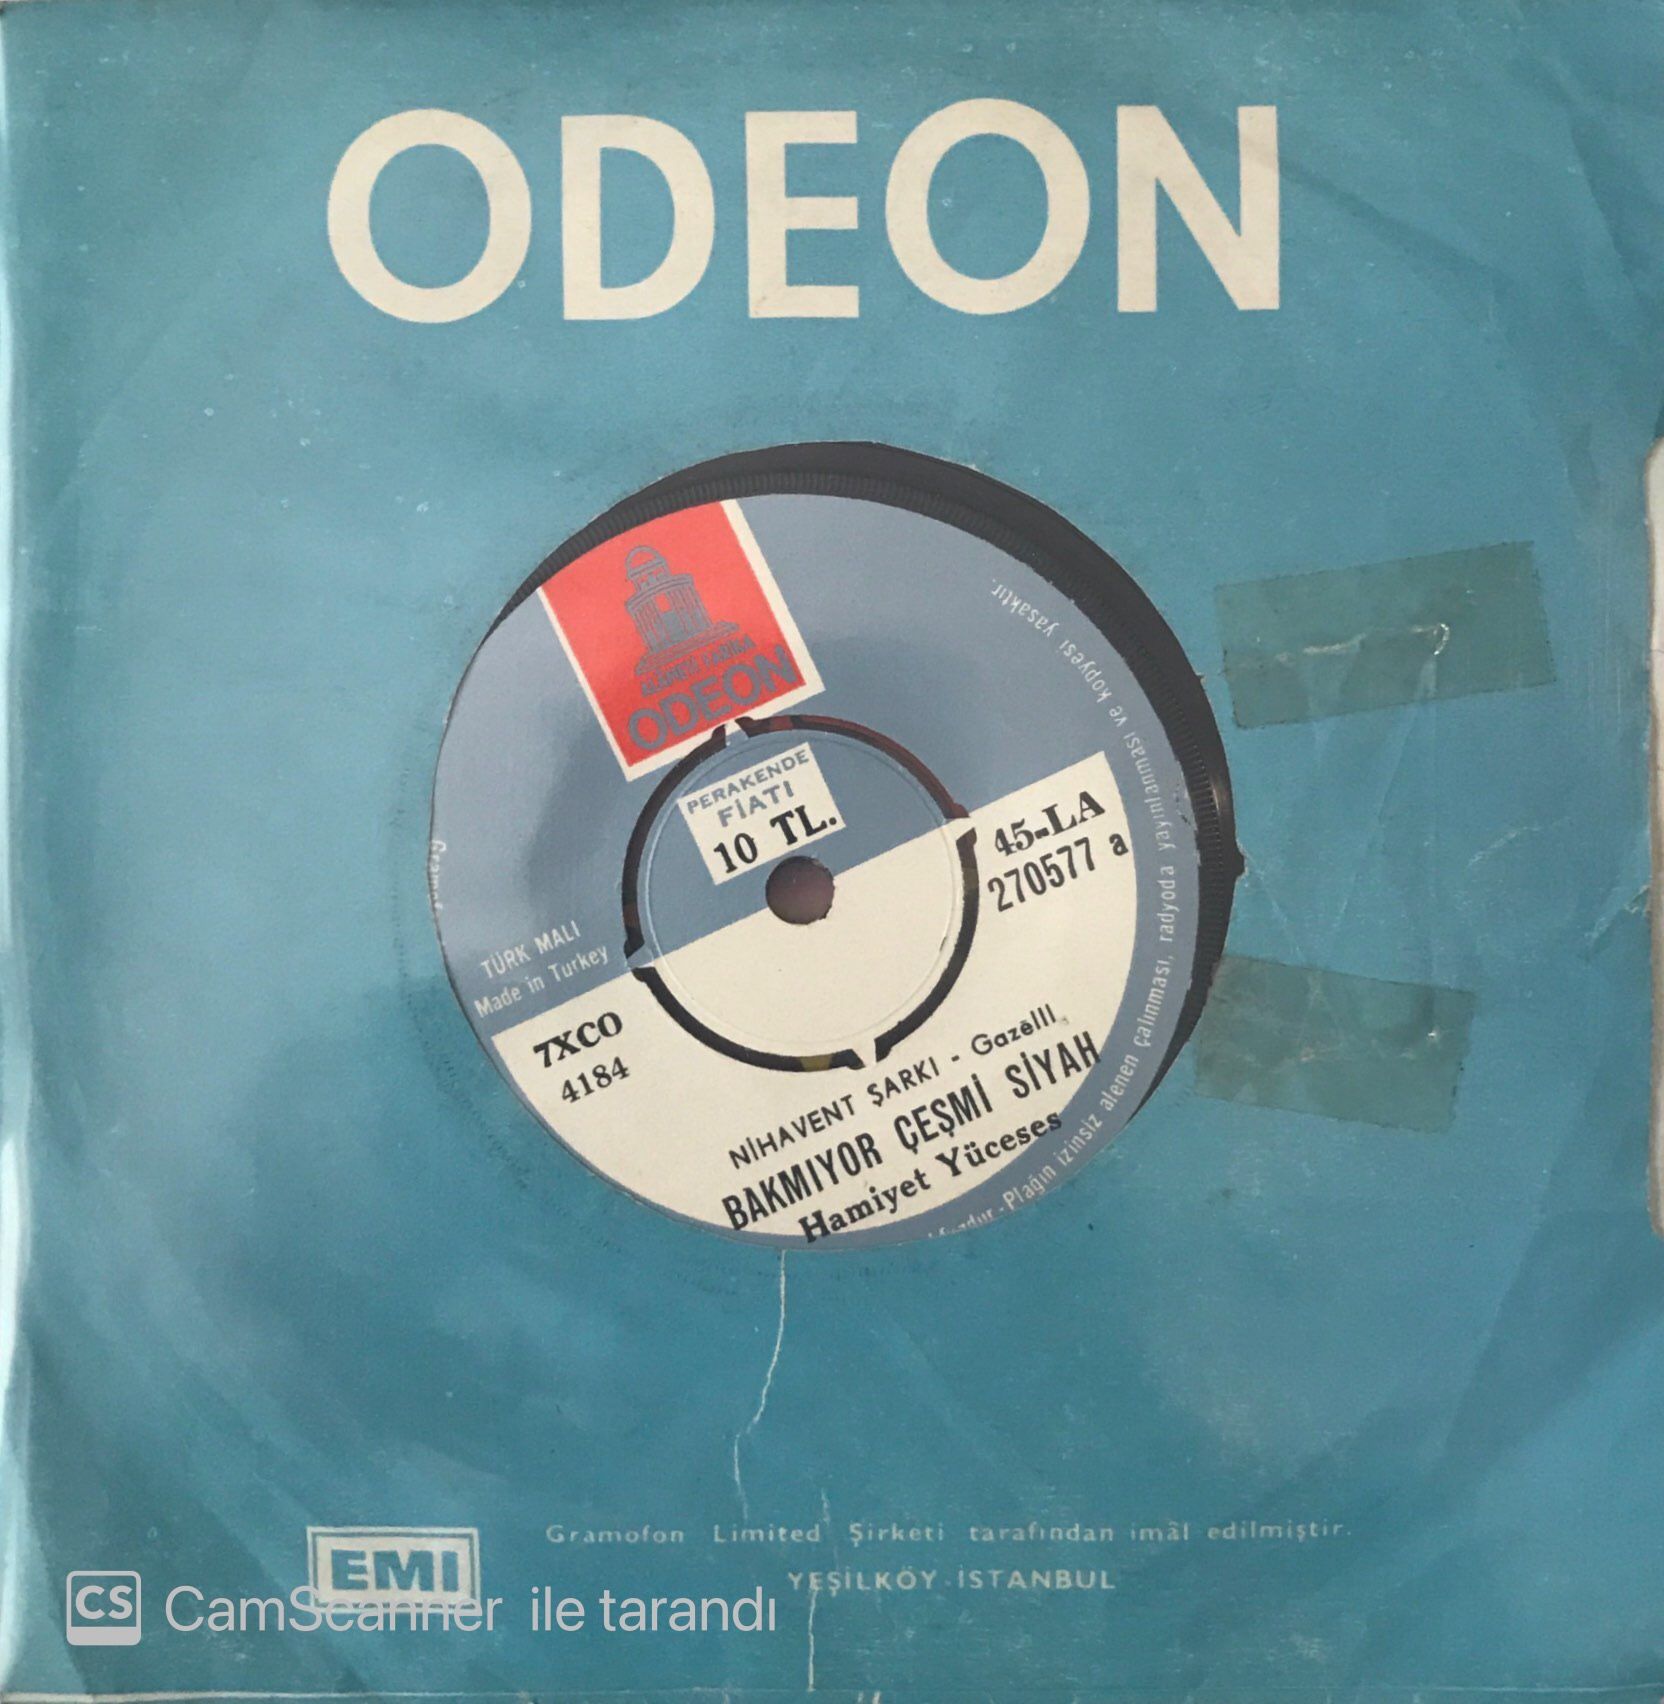 ODEON
ALAMETİ FARİKA
ODEON
PERAKENDE
FİATI
10 TL.
45-LA
270577 a
TÜRK MALI
Made in Turkey
7XCO
4184
NİHAVENT ŞARKI - Gazelli
BAKMIYOR ÇEŞMİ SİYAH
Hamiyet Yüceses
Plağın izinsiz alenen çalınması, radyoda yayınlanması ve kopyesi yasaktır.
EMI
Gramofon Limited Şirketi tarafından imâl edilmiştir.
YEŞİLKÖY - İSTANBUL
CS CamScanner ile tarandı